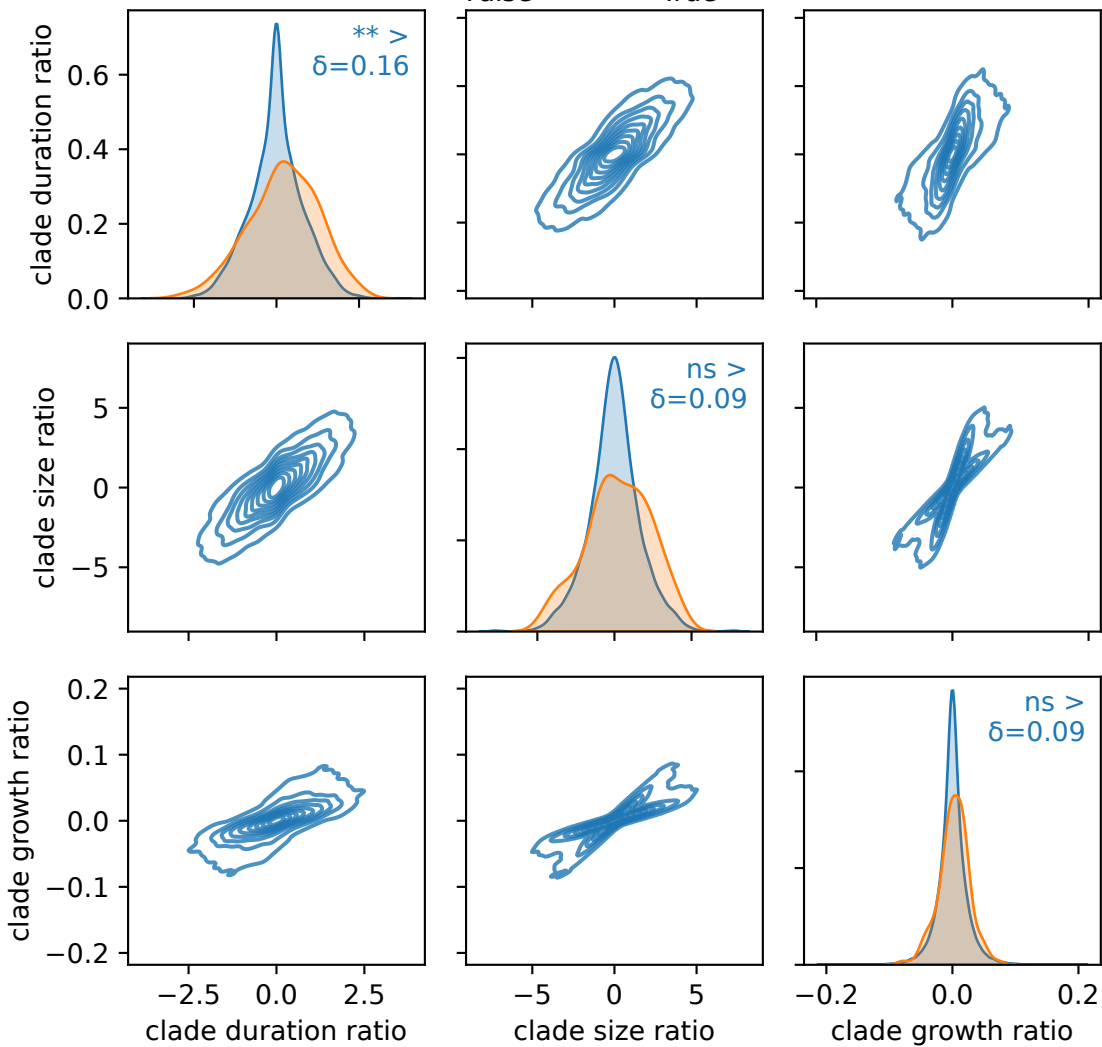 clade duration ratio
0.6
0.4
0.2
0.0
** >
δ=0.16
clade size ratio
5
0
−5
ns >
δ=0.09
clade growth ratio
0.2
0.1
0.0
−0.1
−0.2
ns >
δ=0.09
−2.5 0.0 2.5
−5 0 5
−0.2 0.0 0.2
clade duration ratio
clade size ratio
clade growth ratio